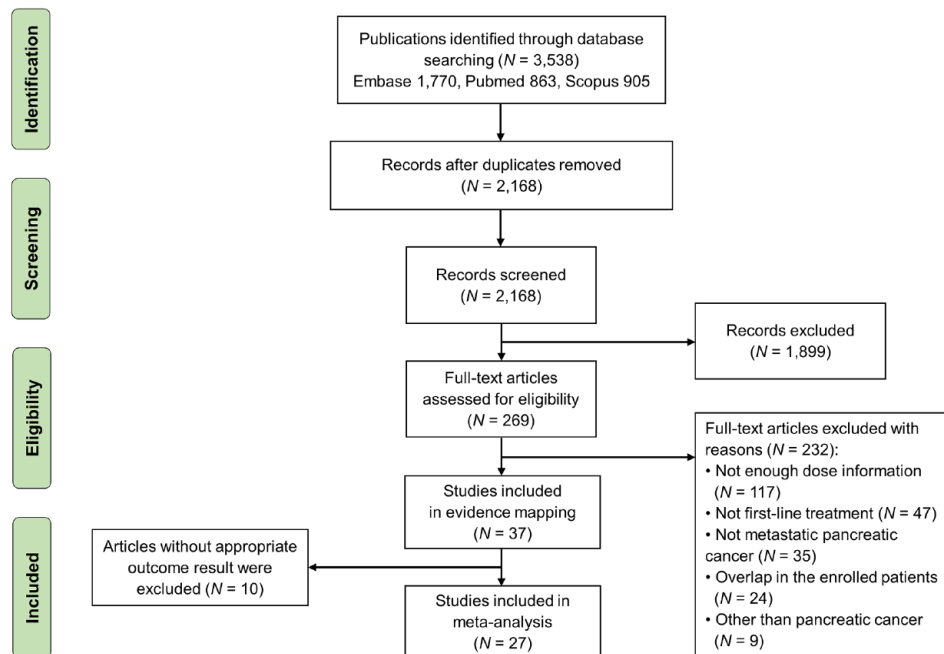 Identification
Publications identified through database
searching (N = 3,538)
Embase 1,770, Pubmed 863, Scopus 905
Records after duplicates removed
(N = 2,168)
Screening
Records screened
(N = 2,168)
Records excluded
(N = 1,899)
Eligibility
Full-text articles
assessed for eligibility
(N = 269)
Full-text articles excluded with
reasons (N = 232):
• Not enough dose information
(N = 117)
• Not first-line treatment (N = 47)
• Not metastatic pancreatic
cancer (N = 35)
• Overlap in the enrolled patients
(N = 24)
• Other than pancreatic cancer
(N = 9)
Studies included
in evidence mapping
(N = 37)
Included
Articles without appropriate
outcome result were
excluded (N = 10)
Studies included in
meta-analysis
(N = 27)